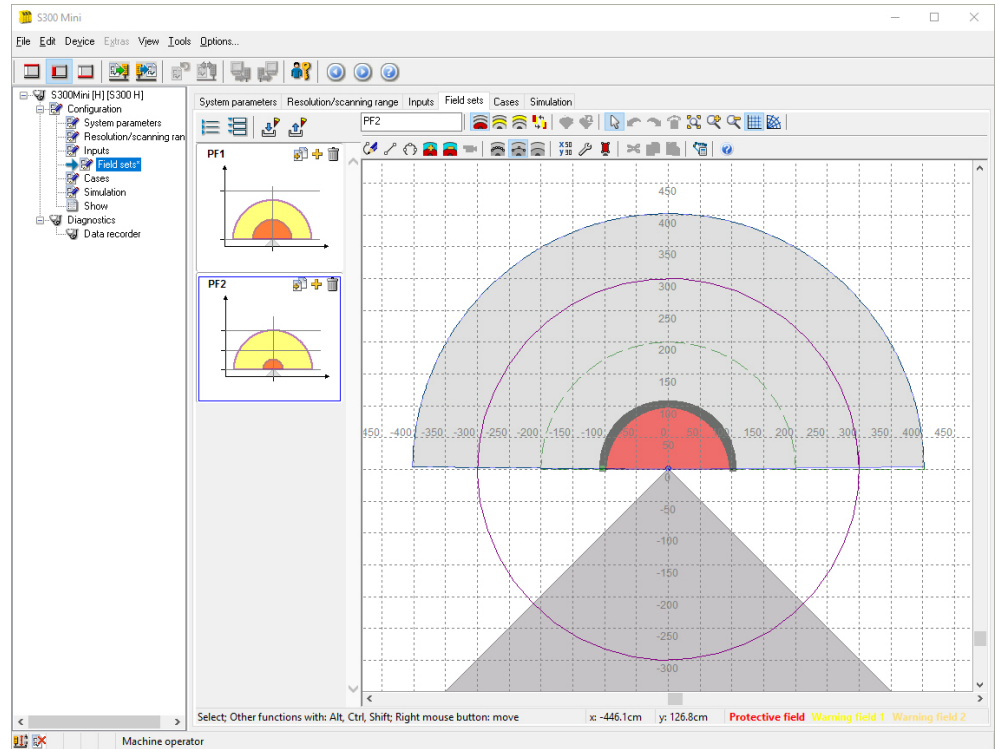 S300 Mini
File Edit Device Extras View Tools Options...
S300Mini [H] [S300 H]
Configuration
System parameters
Resolution/scanning ran
Inputs
Field sets*
Cases
Simulation
Show
Diagnostics
Data recorder
System parameters Resolution/scanning range Inputs Field sets Cases Simulation
PF2
X 50
y 30
PF1
PF2
450
400
350
300
250
200
150
100
450 -400 -350 -300 -250 -200 -150 -100 -50 0 50 100 150 200 250 300 350 400 450
50
0
-50
-100
-150
-200
-250
-300
Select; Other functions with: Alt, Ctrl, Shift; Right mouse button: move x: -446.1cm y: 126.8cm Protective field Warning field 1 Warning field 2
Machine operator